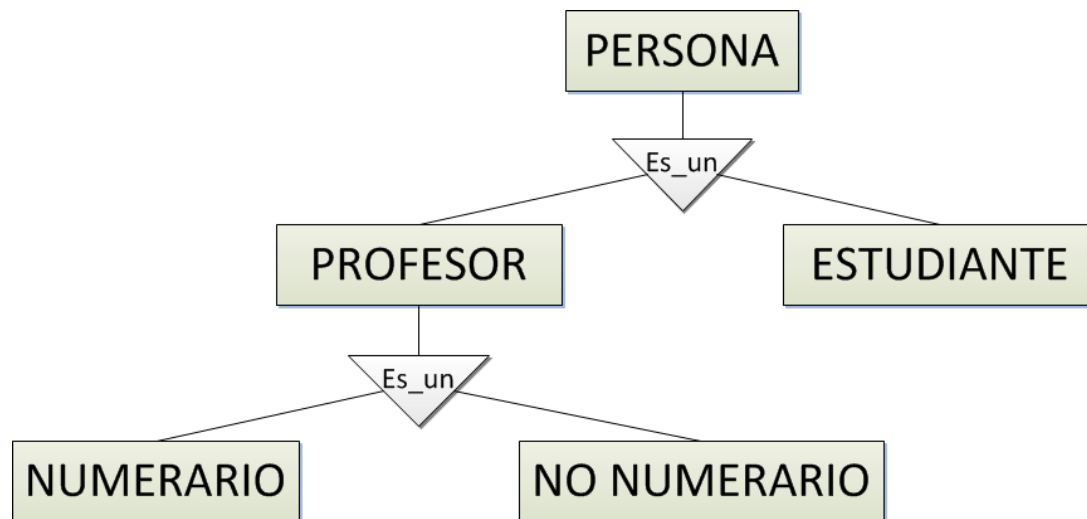 PERSONA
Es_un
PROFESOR
ESTUDIANTE
Es_un
NUMERARIO
NO NUMERARIO